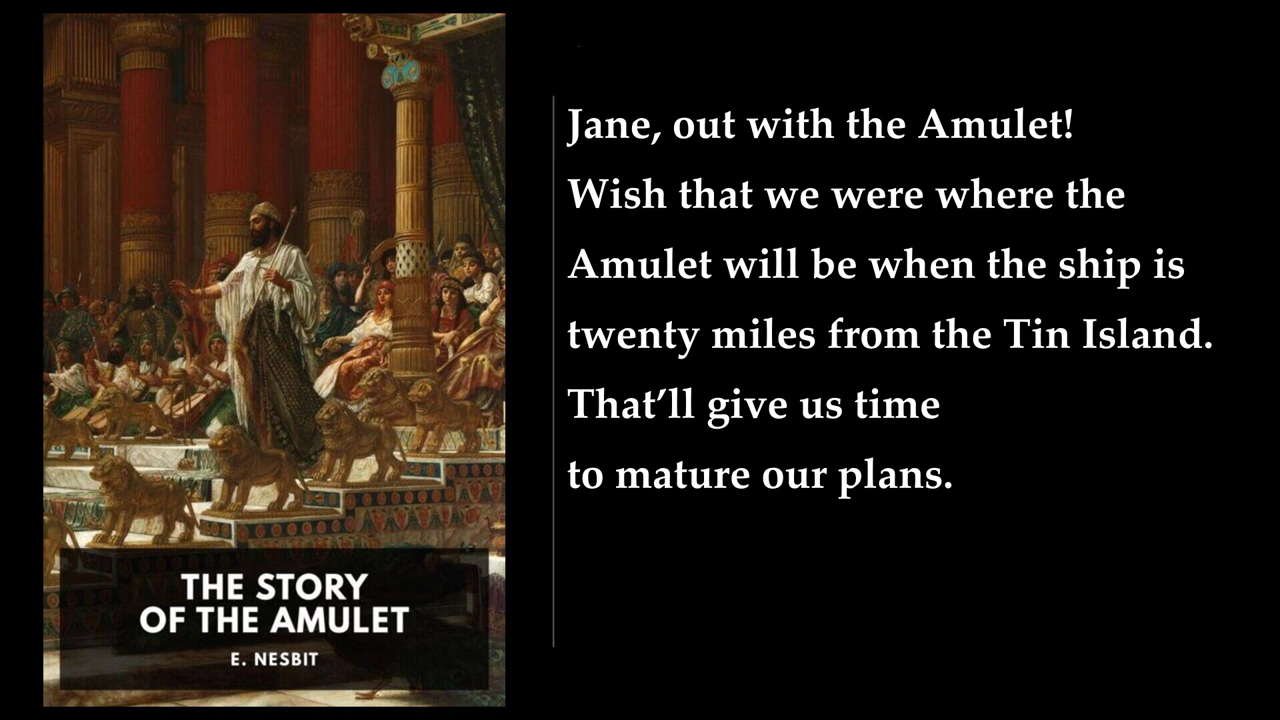 THE STORY
OF THE AMULET
E. NESBIT
Jane, out with the Amulet!
Wish that we were where the
Amulet will be when the ship is
twenty miles from the Tin Island.
That’ll give us time
to mature our plans.